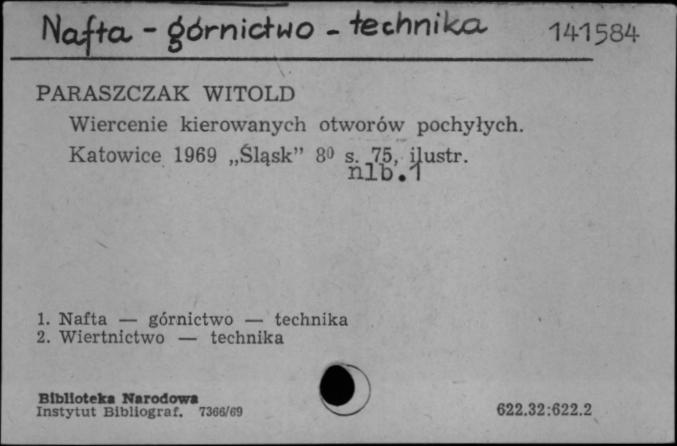 Nafta - górnictwo - technika 141584
PARASZCZAK WITOLD
Wiercenie kierowanych otworów pochyłych.
Katowice 1969 „Śląsk” 8⁰ s. 75, ilustr.
nlb.1
1. Nafta — górnictwo — technika
2. Wiertnictwo — technika
Biblioteka Narodowa
Instytut Bibliograf. 7366/69 622.32:622.2